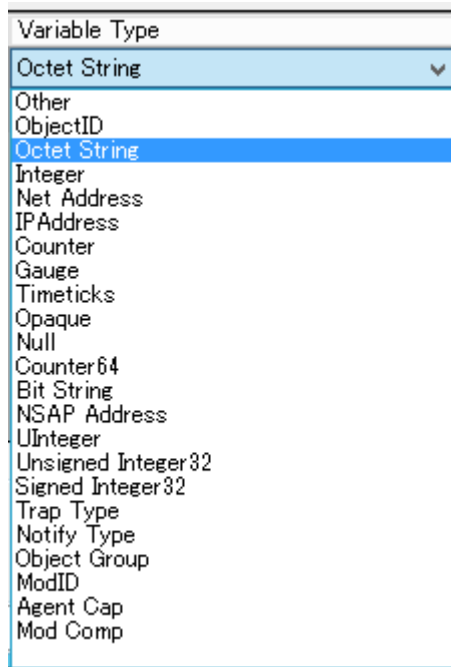 Variable Type
Octet String
Other
ObjectID
Octet String
Integer
Net Address
IPAddress
Counter
Gauge
Timeticks
Opaque
Null
Counter64
Bit String
NSAP Address
UInteger
Unsigned Integer32
Signed Integer32
Trap Type
Notify Type
Object Group
ModID
Agent Cap
Mod Comp